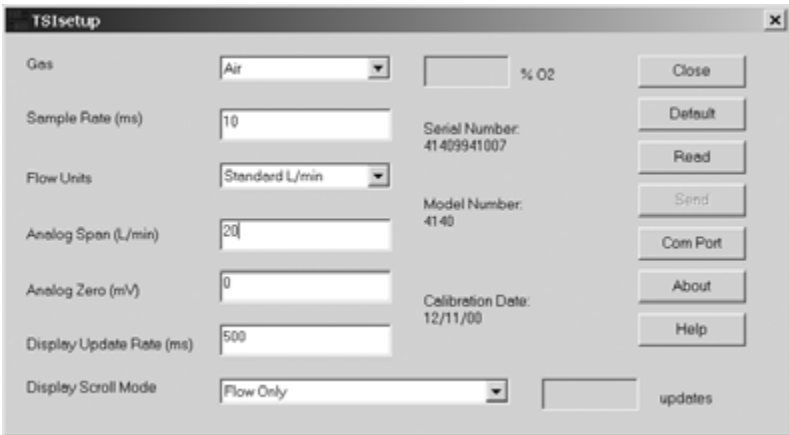 TSIsetup
Gas
Air
% O2
Close
Sample Rate (ms)
10
Serial Number:
41409941007
Default
Read
Flow Units
Standard L/min
Model Number:
4140
Send
Analog Span (L/min)
20
Com Port
Analog Zero (mV)
0
Calibration Date:
12/11/00
About
Display Update Rate (ms)
500
Help
Display Scroll Mode
Flow Only
updates